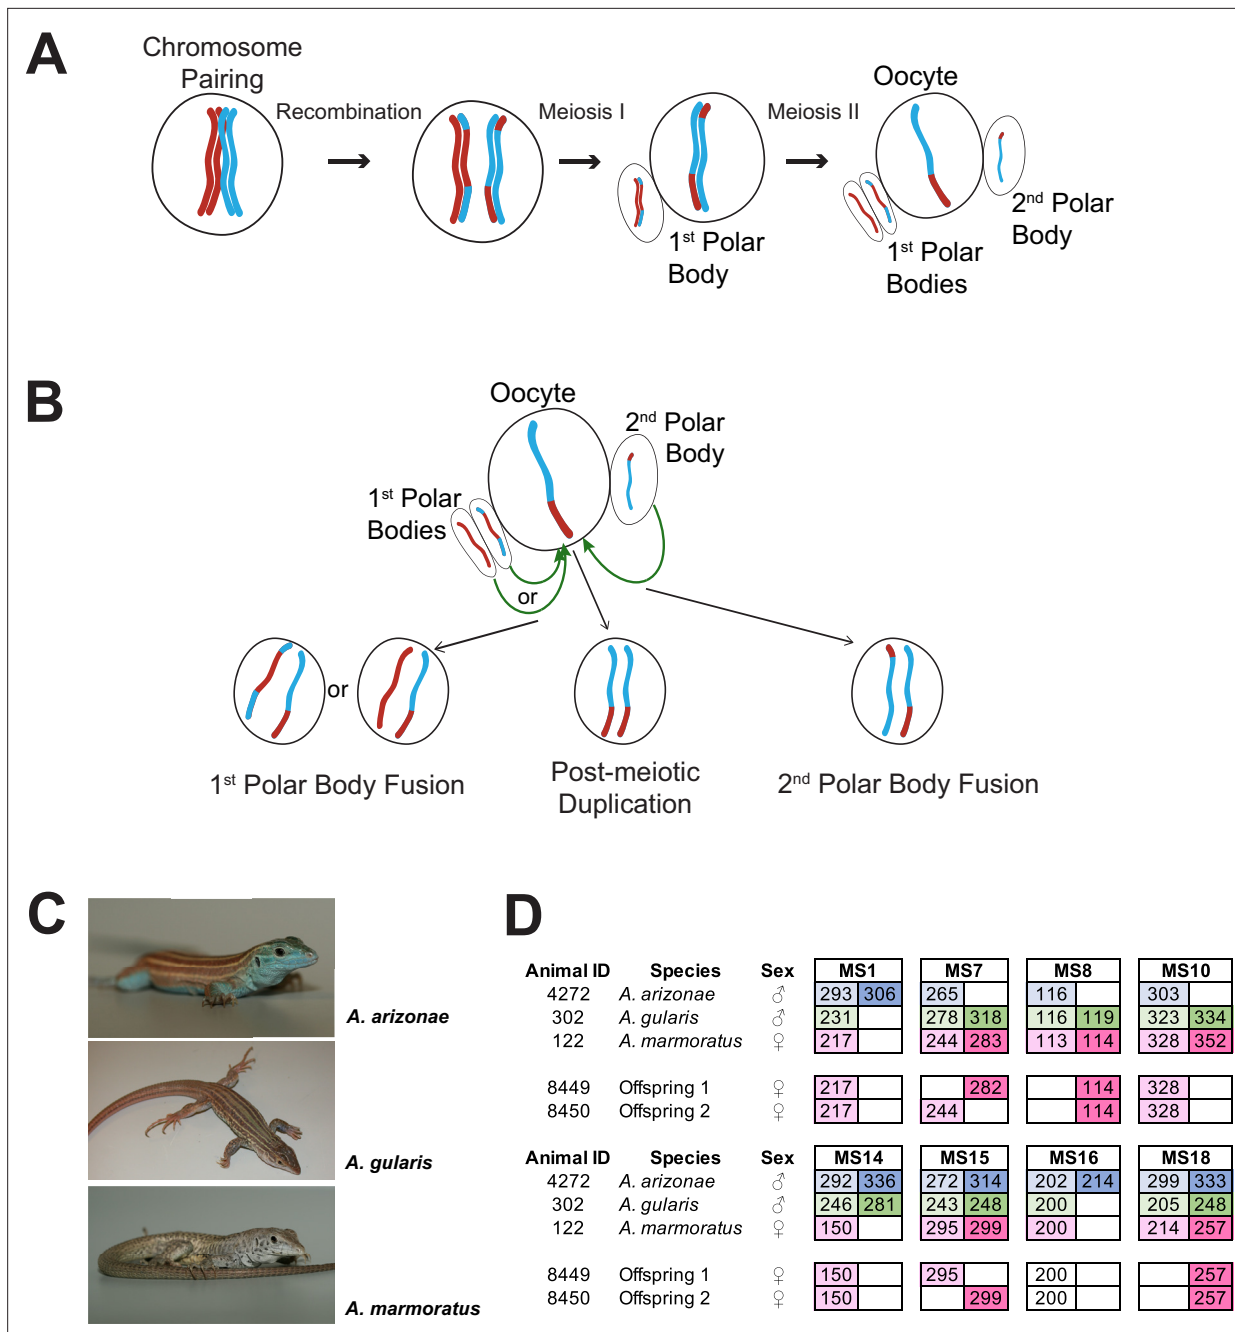 A
Chromosome
Pairing
Recombination
Meiosis I
Meiosis II
Oocyte
1st Polar
Body
2nd Polar
Body
1st Polar
Bodies
B
Oocyte
2nd Polar
Body
1st Polar
Bodies
or
or
1st Polar Body Fusion
Post-meiotic
Duplication
2nd Polar Body Fusion
C
A. arizonae
A. gularis
A. marmoratus
D
Animal ID Species Sex MS1 MS7 MS8 MS10
4272 A. arizonae ♂ 293 306 265 116 303
302 A. gularis ♂ 231 278 318 116 119 323 334
122 A. marmoratus ♀ 217 244 283 113 114 328 352
8449 Offspring 1 ♀ 217 282 114 328
8450 Offspring 2 ♀ 217 244 114 328
Animal ID Species Sex MS14 MS15 MS16 MS18
4272 A. arizonae ♂ 292 336 272 314 202 214 299 333
302 A. gularis ♂ 246 281 243 248 200 205 248
122 A. marmoratus ♀ 150 295 299 200 214 257
8449 Offspring 1 ♀ 150 295 200 257
8450 Offspring 2 ♀ 150 299 200 257